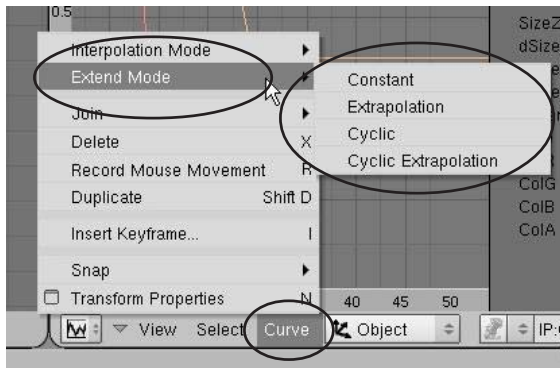 0.5
SizeZ
dSize
Interpolation Mode
Extend Mode
Constant
Extrapolation
Cyclic
Cyclic Extrapolation
Join
Delete X
Record Mouse Movement R
Duplicate Shift D
Insert Keyframe... I
Snap
Transform Properties N
ColG
ColB
ColA
40 45 50
View Select Curve Object IP: